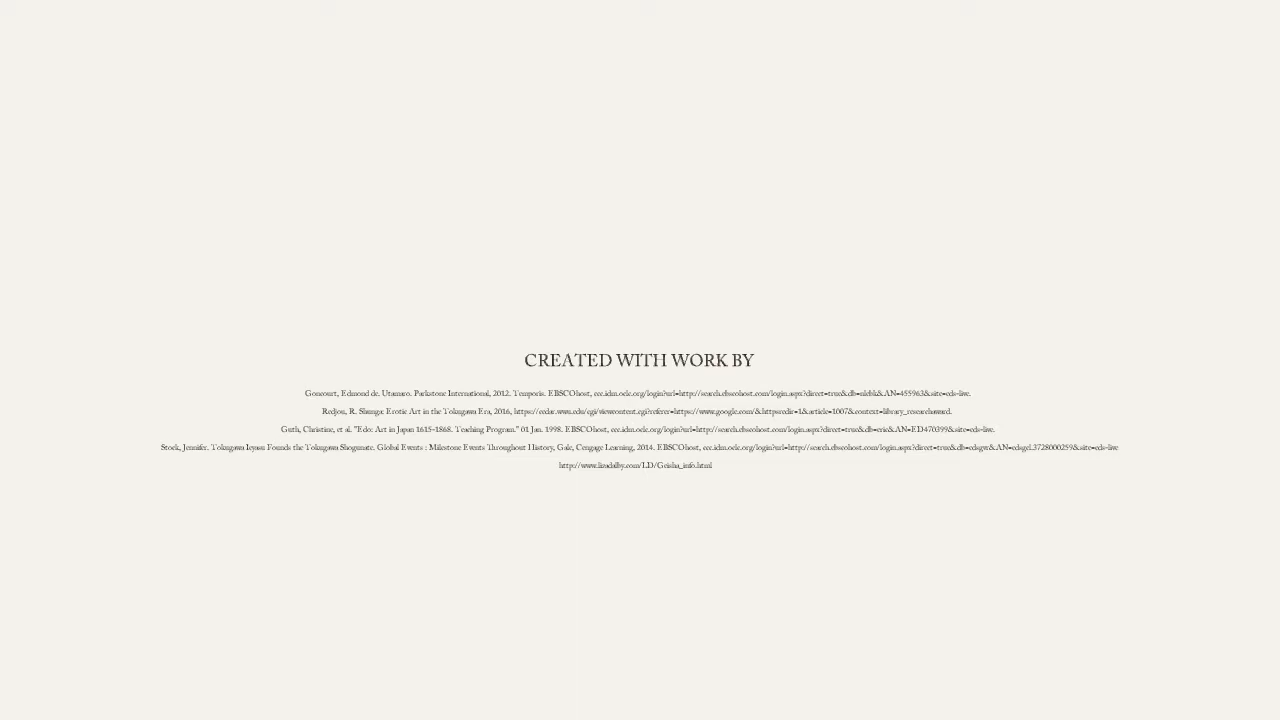 CREATED WITH WORK BY
Goncourt, Edmond de. Utamaro. Parkstone International, 2012. Temporis. EBSCOhost, ezc.idm.oclc.org/login?url=http://search.ebscohost.com/login.aspx?direct=true&db=nlebk&AN=455963&site=eds-live.
Redjou, R. Shunga: Erotic Art in the Tokugawa Era, 2016, https://cedar.wwu.edu/cgi/viewcontent.cgi?referer=https://www.google.com/&httpsredir=1&article=1007&context=library_researchaward.
Guth, Christine, et al. "Edo: Art in Japan 1615-1868. Teaching Program." 01 Jan. 1998. EBSCOhost, ezc.idm.oclc.org/login?url=http://search.ebscohost.com/login.aspx?direct=true&db=eric&AN=ED470399&site=eds-live.
Stock, Jennifer. Tokugawa Ieyasu Founds the Tokugawa Shogunate. Global Events : Milestone Events Throughout History, Gale, Cengage Learning, 2014. EBSCOhost, ezc.idm.oclc.org/login?url=http://search.ebscohost.com/login.aspx?direct=true&db=edsgvr&AN=edsgcl.3728000259&site=eds-live
http://www.lizadalby.com/LD/Geisha_info.html